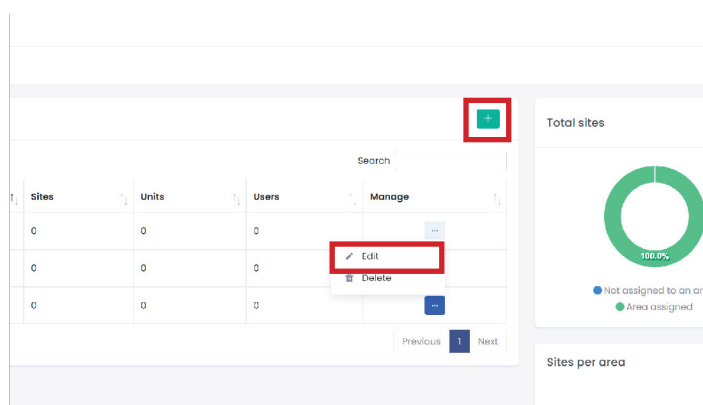 +
Total sites
Search
Sites Units Users Manage
0 0 0 ...
Edit
0 0 0
Delete
0 0 0 ...
100.0%
Not assigned to an ar
Area assigned
Previous 1 Next
Sites per area